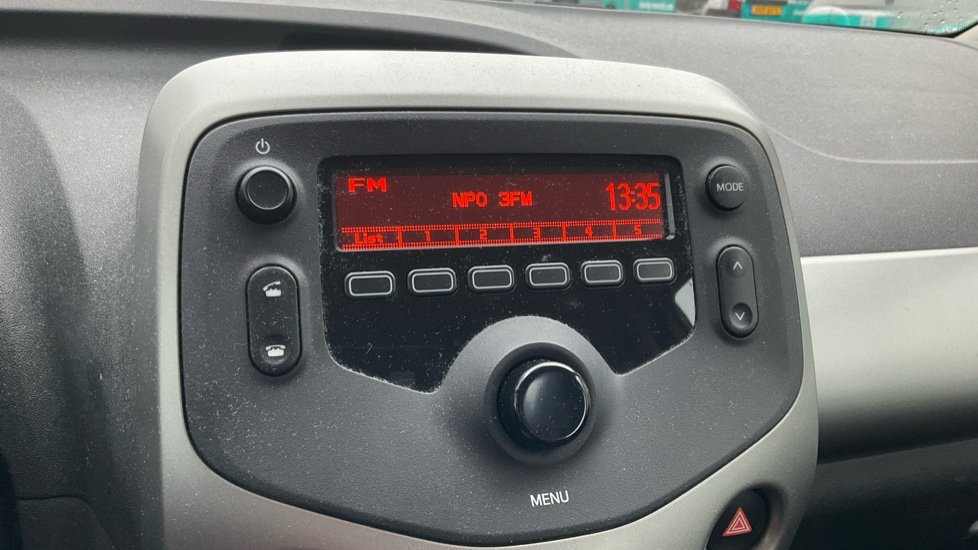 FM
NPO 3FM
13:35
MODE
List 1 2 3 4 5
MENU